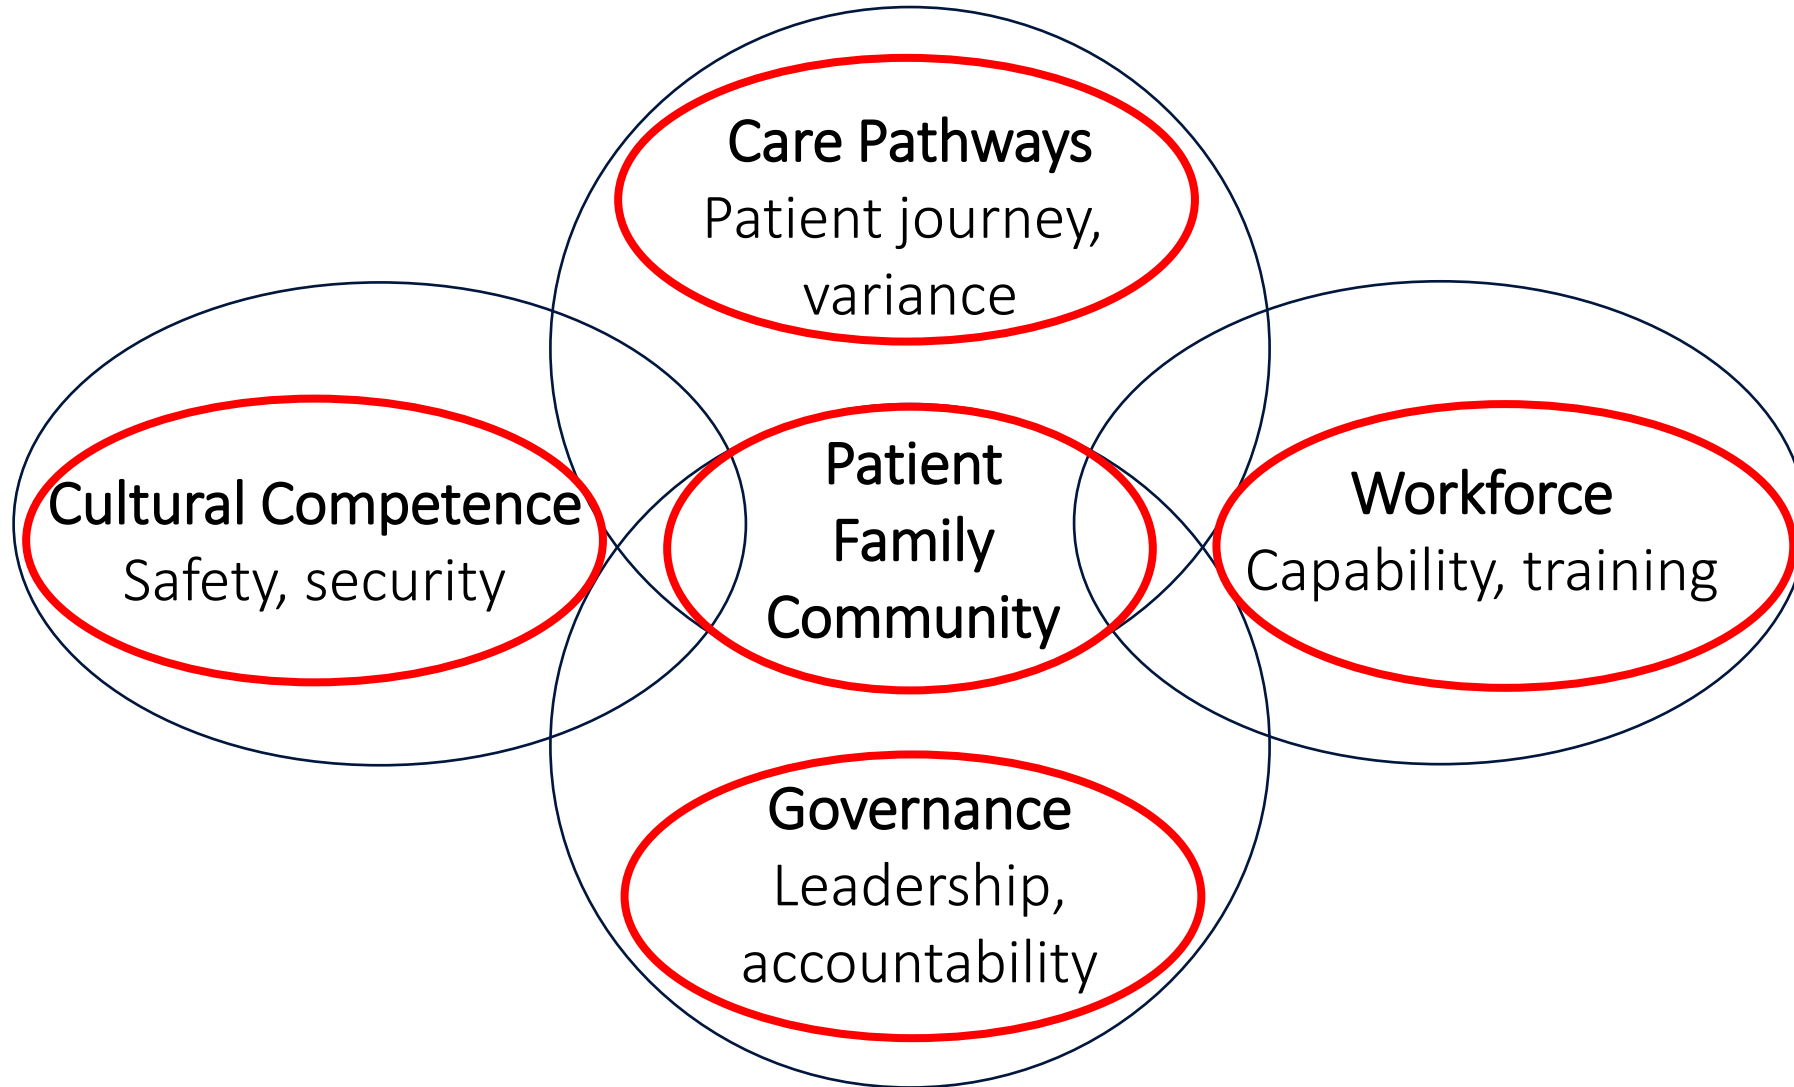 Care Pathways
Patient journey,
variance
Cultural Competence
Safety, security
Patient
Family
Community
Workforce
Capability, training
Governance
Leadership,
accountability